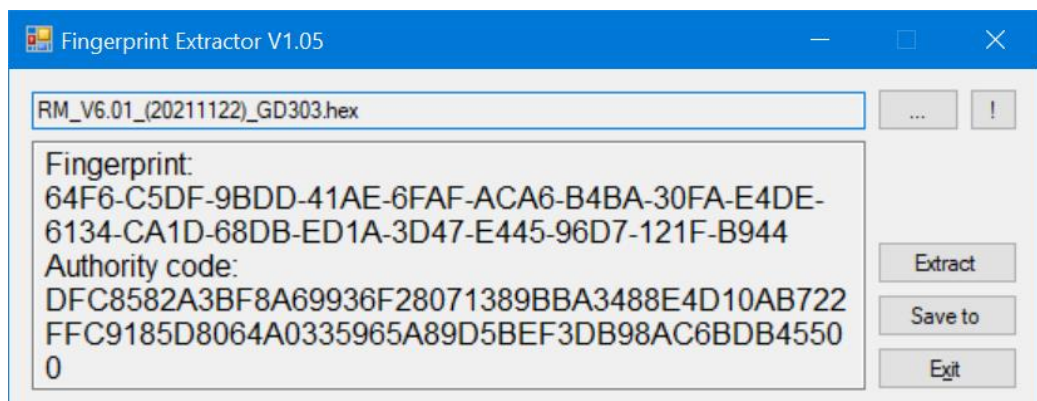 Fingerprint Extractor V1.05
RM_V6.01_(20211122)_GD303.hex
... !
Fingerprint:
64F6-C5DF-9BDD-41AE-6FAF-ACA6-B4BA-30FA-E4DE-
6134-CA1D-68DB-ED1A-3D47-E445-96D7-121F-B944
Authority code:
DFC8582A3BF8A69936F28071389BBA3488E4D10AB722
FFC9185D8064A0335965A89D5BEF3DB98AC6BDB4550
0
Extract
Save to
Exit